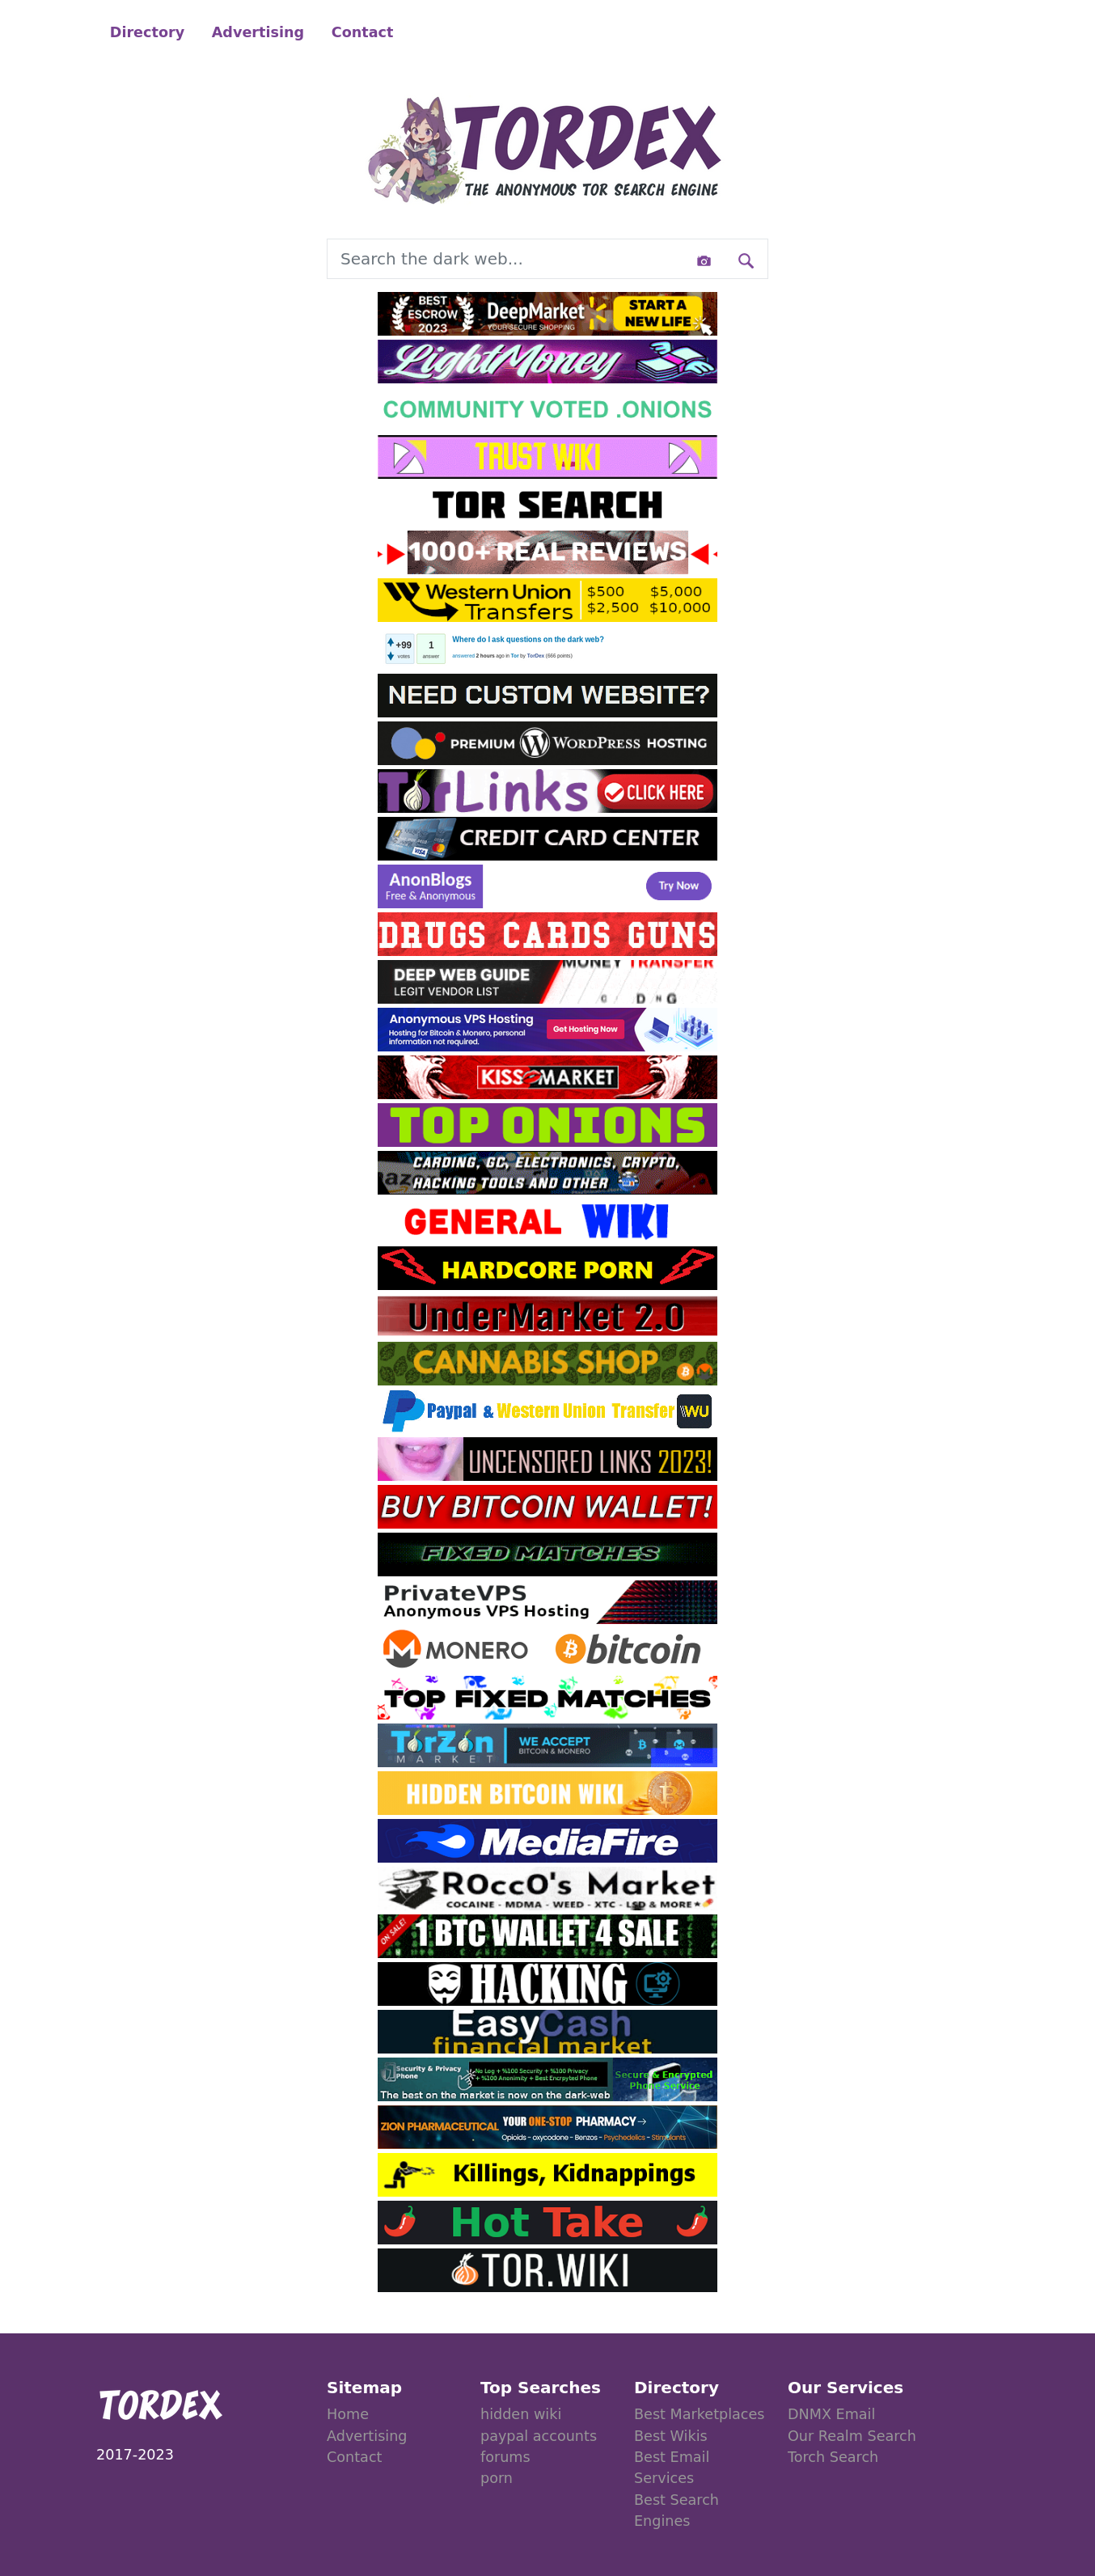 Directory Advertising Contact
TORDEX
THE ANONYMOUS TOR SEARCH ENGINE
Search the dark web...
BEST ESCROW 2023 DeepMarket YOUR SECURE SHOPPING START A NEW LIFE
LightMoney
COMMUNITY VOTED .ONIONS
TRUST WIKI
TOR SEARCH
1000+ REAL REVIEWS
Western Union Transfers $500 $5,000
$2,500 $10,000
+99 votes 1 answer Where do I ask questions on the dark web?
answered 2 hours ago in Tor by TorDex (666 points)
NEED CUSTOM WEBSITE?
PREMIUM WORDPRESS HOSTING
TorLinks CLICK HERE
CREDIT CARD CENTER
VISA
AnonBlogs
Free & Anonymous
Try Now
DRUGS CARDS GUNS
DEEP WEB GUIDE
LEGIT VENDOR LIST
MONEY TRANSFER
Anonymous VPS Hosting
Hosting for Bitcoin & Monero, personal
information not required.
Get Hosting Now
KISS MARKET
TOP ONIONS
CARDING, GC, ELECTRONICS, CRYPTO,
HACKING TOOLS AND OTHER
GENERAL WIKI
HARDCORE PORN
UnderMarket 2.0
CANNABIS SHOP
Paypal & Western Union Transfer WU
UNCENSORED LINKS 2023!
BUY BITCOIN WALLET!
FIXED MATCHES
PrivateVPS
Anonymous VPS Hosting
MONERO bitcoin
TOP FIXED MATCHES
TorZon
MARKET
WE ACCEPT
BITCOIN & MONERO
HIDDEN BITCOIN WIKI
MediaFire
R0cc0's Market
COCAINE - MDMA - WEED - XTC - LSD & MORE
ON SALE! 1 BTC WALLET 4 SALE
HACKING
EasyCash
financial market
Security & Privacy
Phone
No Log + %100 Security + %100 Privacy
+ %100 Anonimity + Best Encrpyted Phone
Secure & Encrypted
Phone Service
The best on the market is now on the dark-web
ZION PHARMACEUTICAL YOUR ONE-STOP PHARMACY
Opioids - oxycodone - Benzos - Psychedelics - Stimulants
Killings, Kidnappings
Hot Take
TOR.WIKI
TORDEX
2017-2023
Sitemap
Home
Advertising
Contact
Top Searches
hidden wiki
paypal accounts
forums
porn
Directory
Best Marketplaces
Best Wikis
Best Email
Services
Best Search
Engines
Our Services
DNMX Email
Our Realm Search
Torch Search